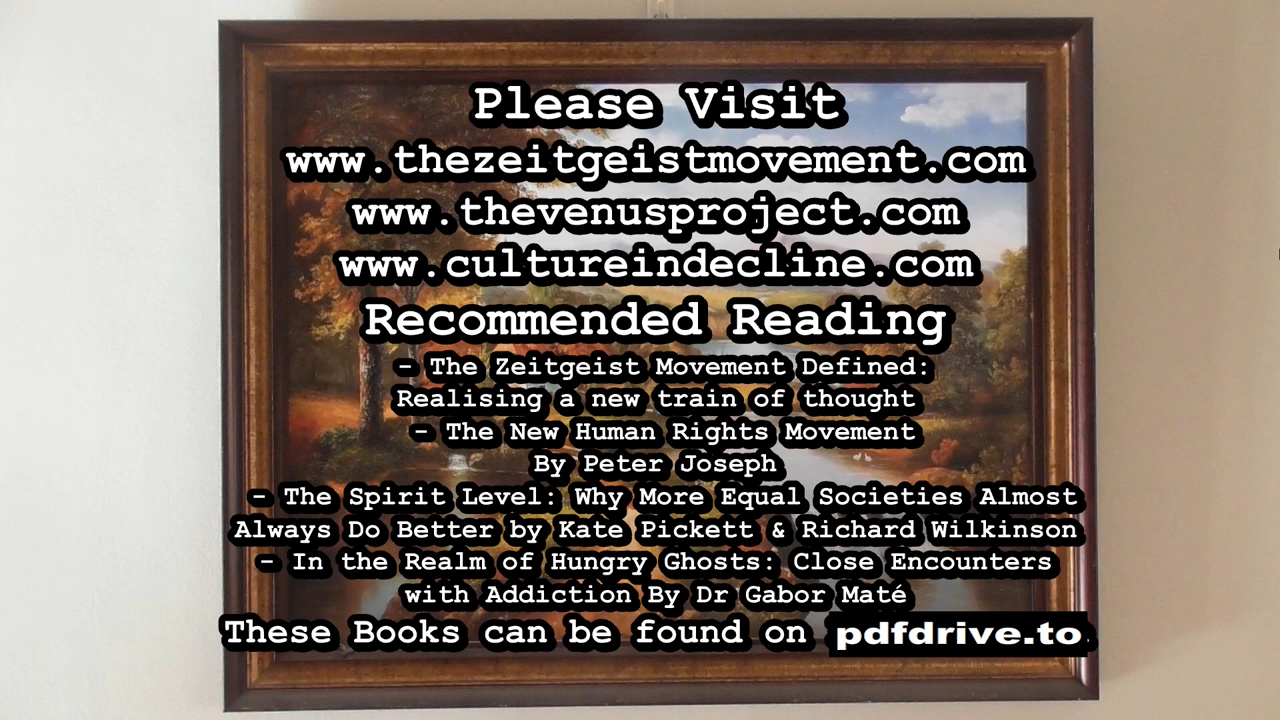 Please Visit
www.thezeitgeistmovement.com
www.thevenusproject.com
www.cultureindecline.com
Recommended Reading
- The Zeitgeist Movement Defined:
Realising a new train of thought
- The New Human Rights Movement
By Peter Joseph
- The Spirit Level: Why More Equal Societies Almost
Always Do Better by Kate Pickett & Richard Wilkinson
- In the Realm of Hungry Ghosts: Close Encounters
with Addiction By Dr Gabor Maté
These Books can be found on pdfdrive.to